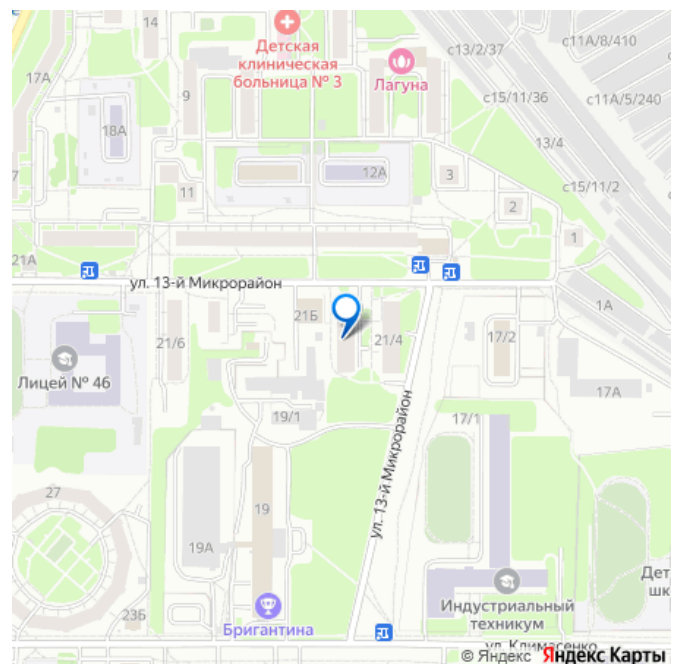 14
Детская
клиническая
больница № 3
с13/2/37
с11А/8/410
17А
9
Лагуна
с15/11/36
с11А/5/240
18А
13/4
7
12А
3
с15/11/2
11
2
1
21А
ул. 13-й Микрорайон
21Б
1А
21/6
21/4
17/2
Лицей № 46
17А
19/1
17/1
ул. 13-й Микрорайон
27
19
19А
Дет
шк
Индустриальный
техникум
23Б
Бригантина
ул. Климасенко
© Яндекс Яндекс Карты